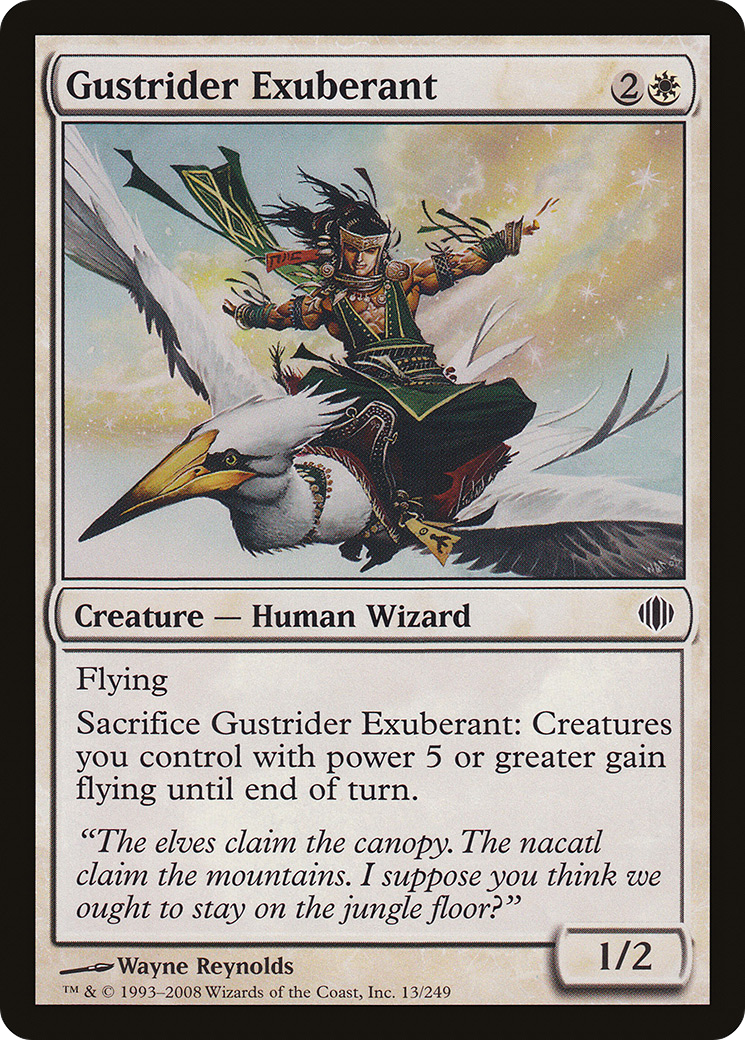 Gustrider Exuberant 2
Creature — Human Wizard
Flying
Sacrifice Gustrider Exuberant: Creatures
you control with power 5 or greater gain
flying until end of turn.
“The elves claim the canopy. The nacatl
claim the mountains. I suppose you think we
ought to stay on the jungle floor?”
1/2
Wayne Reynolds
™ & © 1993–2008 Wizards of the Coast, Inc. 13/249